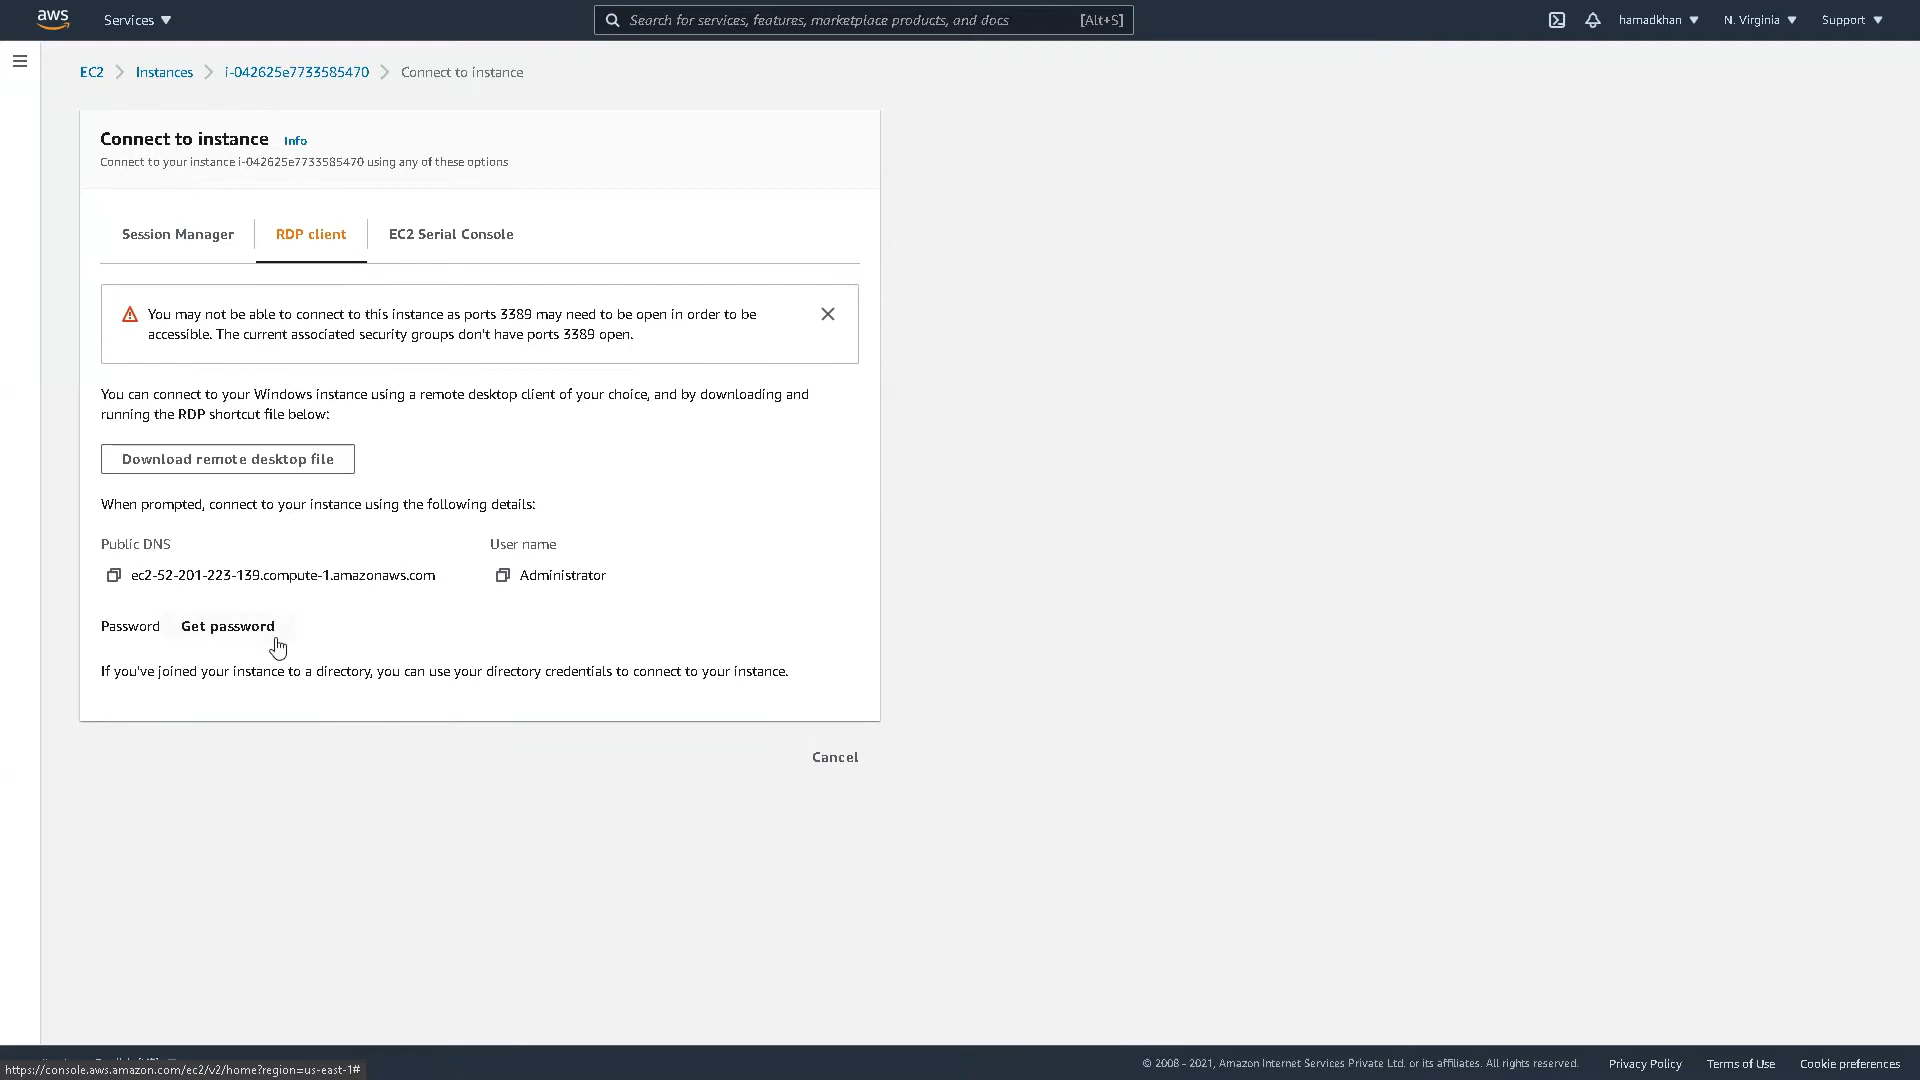 aws Services Search for services, features, marketplace products, and docs [Alt+S] hamadkhan N. Virginia Support
EC2 Instances i-042625e7733585470 Connect to instance
Connect to instance Info
Connect to your instance i-042625e7733585470 using any of these options
Session Manager RDP client EC2 Serial Console
You may not be able to connect to this instance as ports 3389 may need to be open in order to be
accessible. The current associated security groups don't have ports 3389 open.
You can connect to your Windows instance using a remote desktop client of your choice, and by downloading and
running the RDP shortcut file below:
Download remote desktop file
When prompted, connect to your instance using the following details:
Public DNS User name
ec2-52-201-223-139.compute-1.amazonaws.com Administrator
Password Get password
If you've joined your instance to a directory, you can use your directory credentials to connect to your instance.
Cancel
© 2008 - 2021, Amazon Internet Services Private Ltd. or its affiliates. All rights reserved. Privacy Policy Terms of Use Cookie preferences
https://console.aws.amazon.com/ec2/v2/home?region=us-east-1#